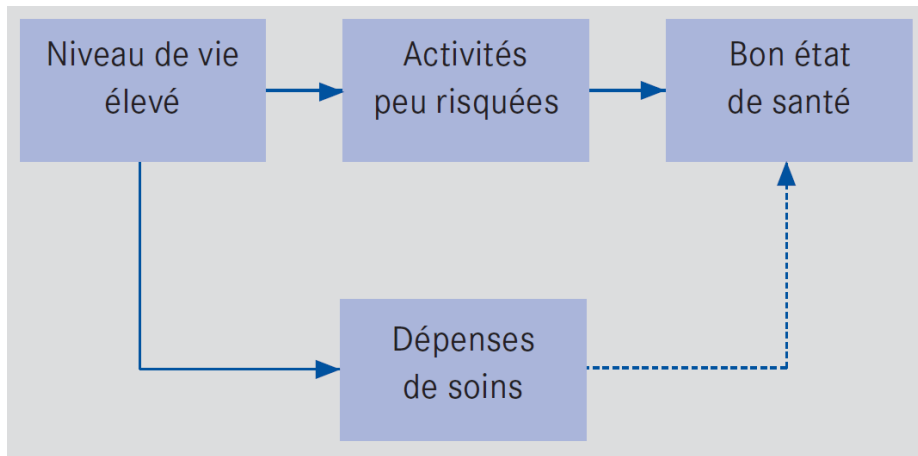 Niveau de vie
élevé
Activités
peu risquées
Bon état
de santé
Dépenses
de soins